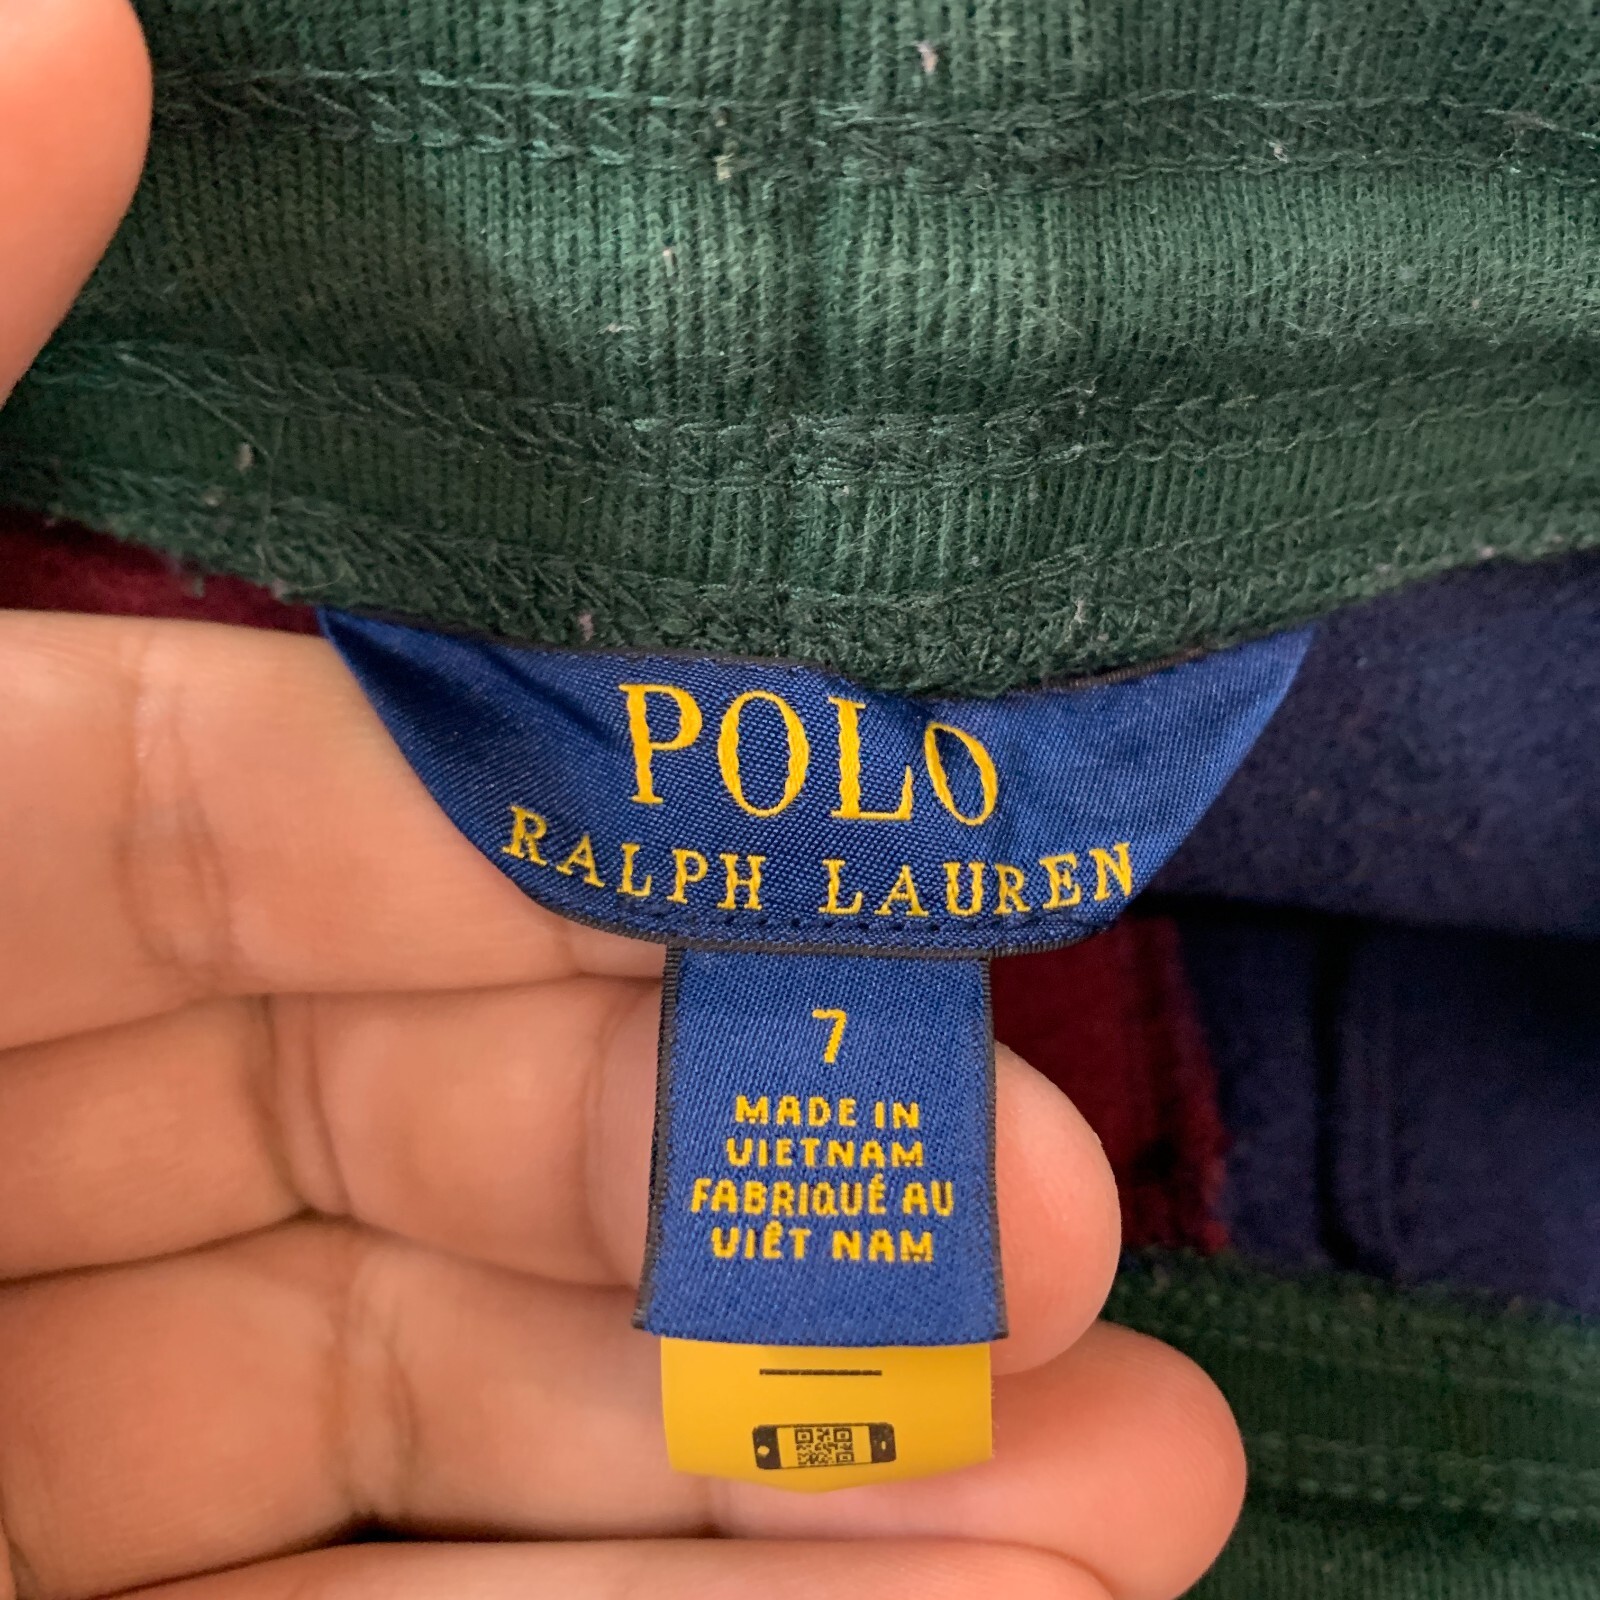 POLO
RALPH LAUREN
7
MADE IN
VIETNAM
FABRIQUÉ AU
VIÊT NAM